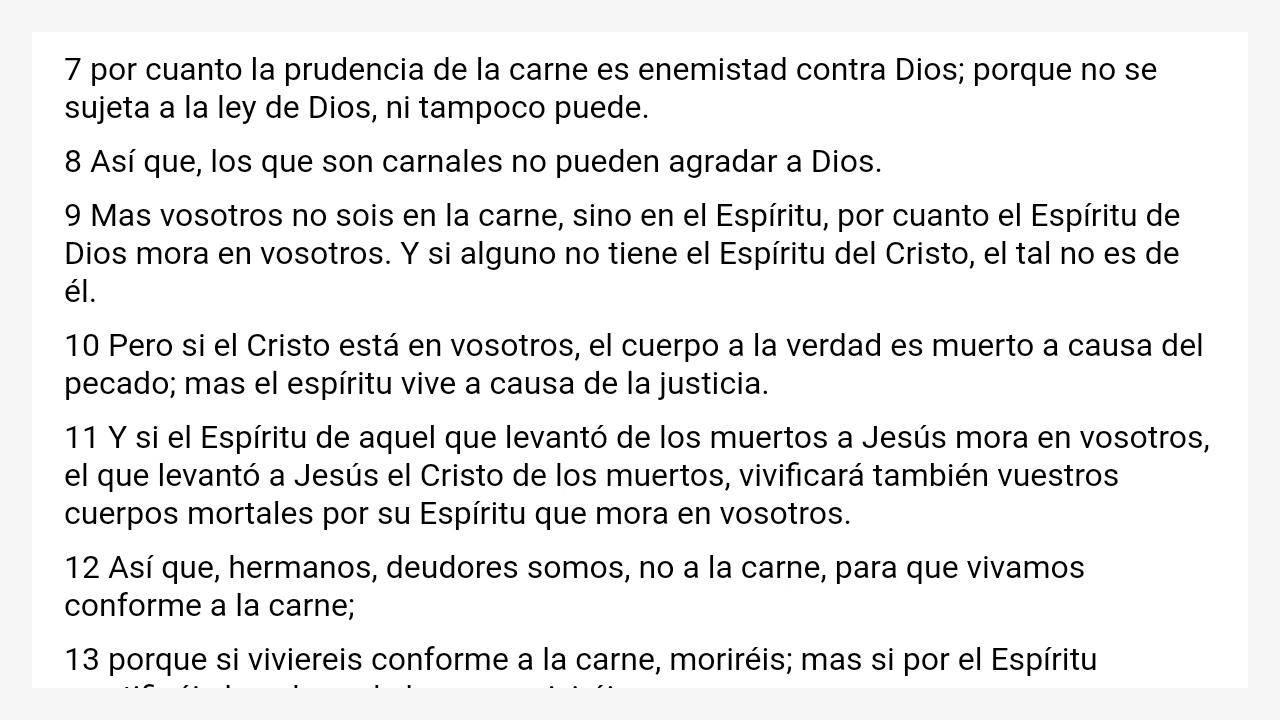 7 por cuanto la prudencia de la carne es enemistad contra Dios; porque no se
sujeta a la ley de Dios, ni tampoco puede.
8 Así que, los que son carnales no pueden agradar a Dios.
9 Mas vosotros no sois en la carne, sino en el Espíritu, por cuanto el Espíritu de
Dios mora en vosotros. Y si alguno no tiene el Espíritu del Cristo, el tal no es de
él.
10 Pero si el Cristo está en vosotros, el cuerpo a la verdad es muerto a causa del
pecado; mas el espíritu vive a causa de la justicia.
11 Y si el Espíritu de aquel que levantó de los muertos a Jesús mora en vosotros,
el que levantó a Jesús el Cristo de los muertos, vivificará también vuestros
cuerpos mortales por su Espíritu que mora en vosotros.
12 Así que, hermanos, deudores somos, no a la carne, para que vivamos
conforme a la carne;
13 porque si viviereis conforme a la carne, moriréis; mas si por el Espíritu